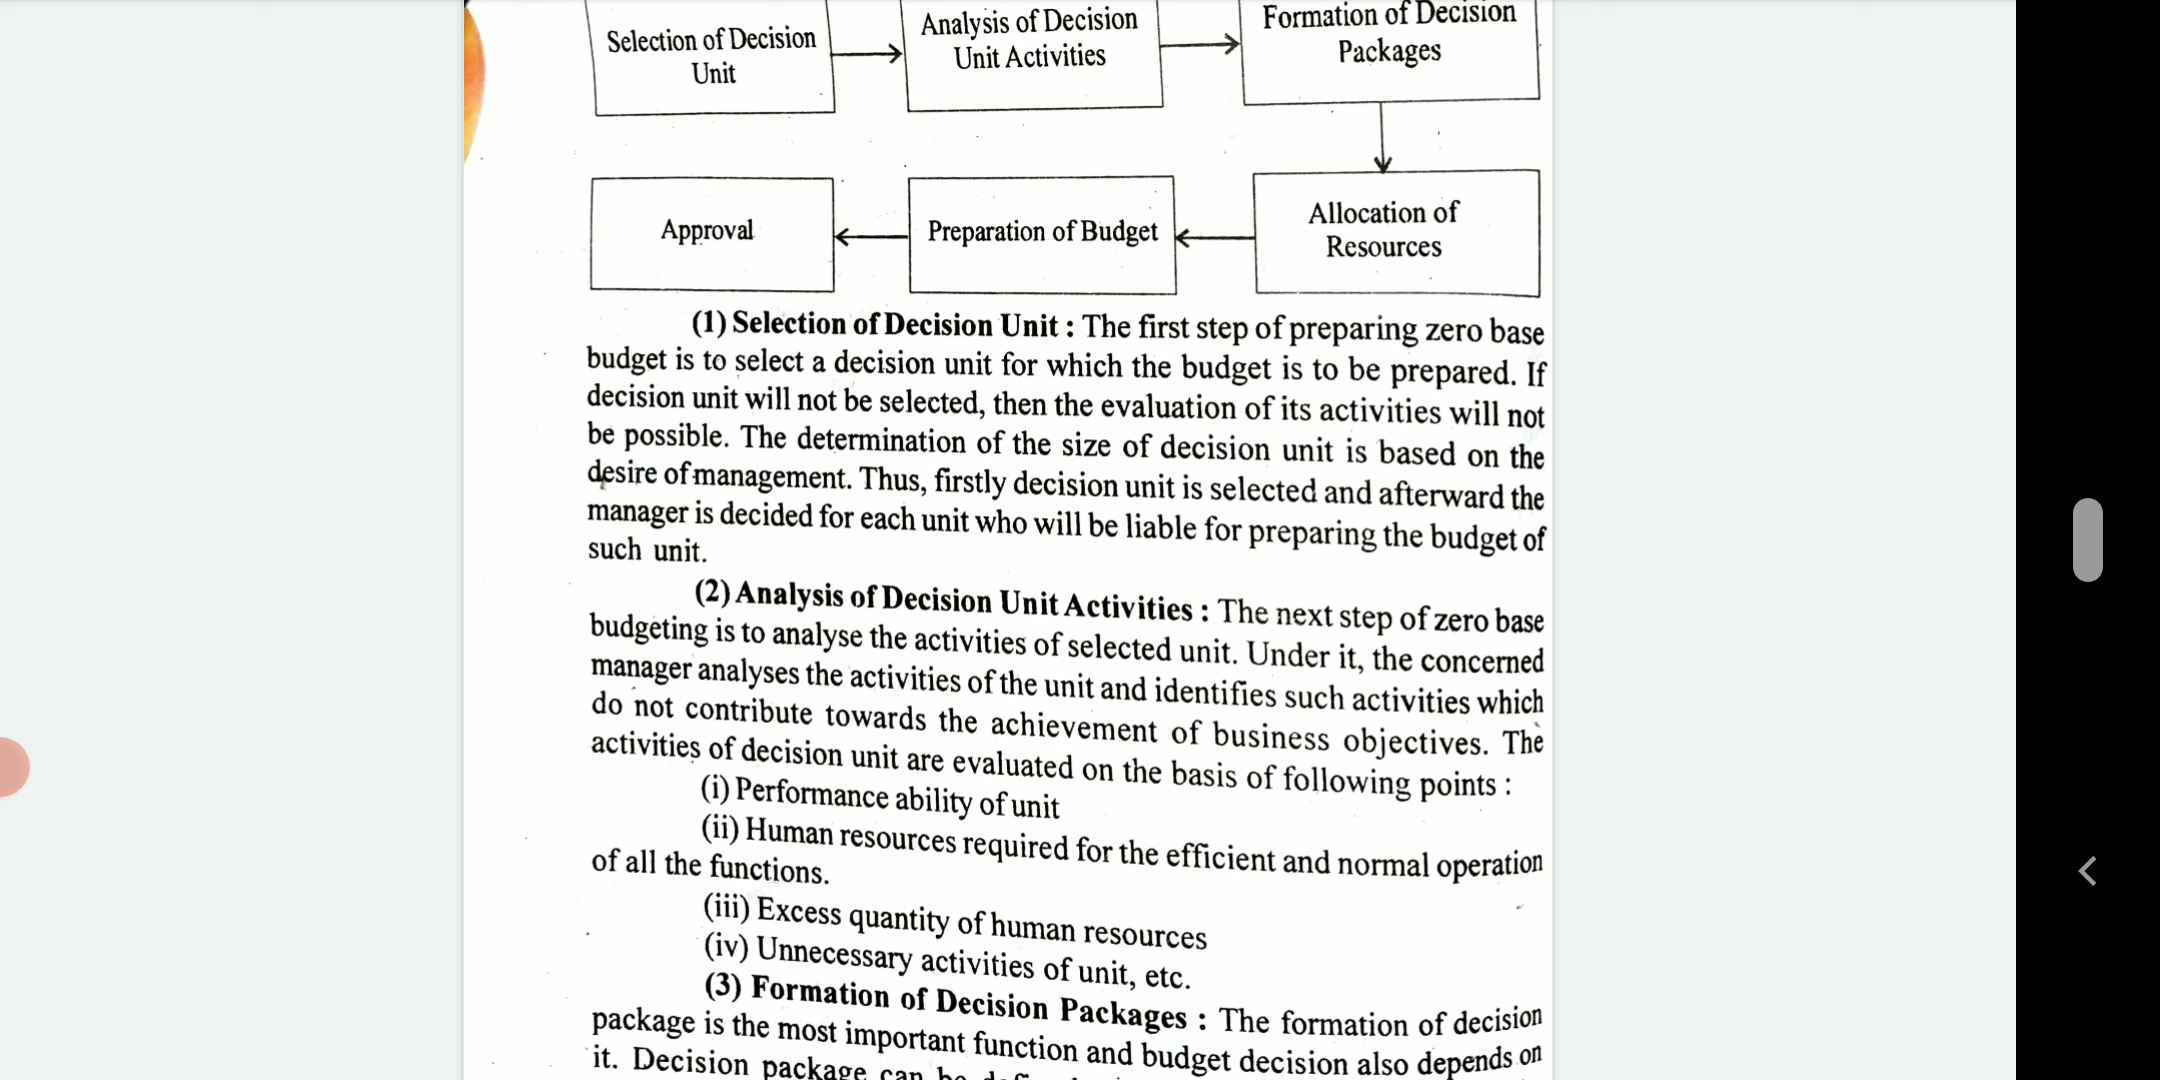 Selection of Decision
Unit
Analysis of Decision
Unit Activities
Formation of Decision
Packages
Allocation of
Resources
Preparation of Budget
Approval
(1) Selection of Decision Unit : The first step of preparing zero base
budget is to select a decision unit for which the budget is to be prepared. If
decision unit will not be selected, then the evaluation of its activities will not
be possible. The determination of the size of decision unit is based on the
desire of management. Thus, firstly decision unit is selected and afterward the
manager is decided for each unit who will be liable for preparing the budget of
such unit.
(2) Analysis of Decision Unit Activities : The next step of zero base
budgeting is to analyse the activities of selected unit. Under it, the concerned
manager analyses the activities of the unit and identifies such activities which
do not contribute towards the achievement of business objectives. The
activities of decision unit are evaluated on the basis of following points :
(i) Performance ability of unit
(ii) Human resources required for the efficient and normal operation
of all the functions.
(iii) Excess quantity of human resources
(iv) Unnecessary activities of unit, etc.
(3) Formation of Decision Packages : The formation of decision
package is the most important function and budget decision also depends on
it. Decision package can be